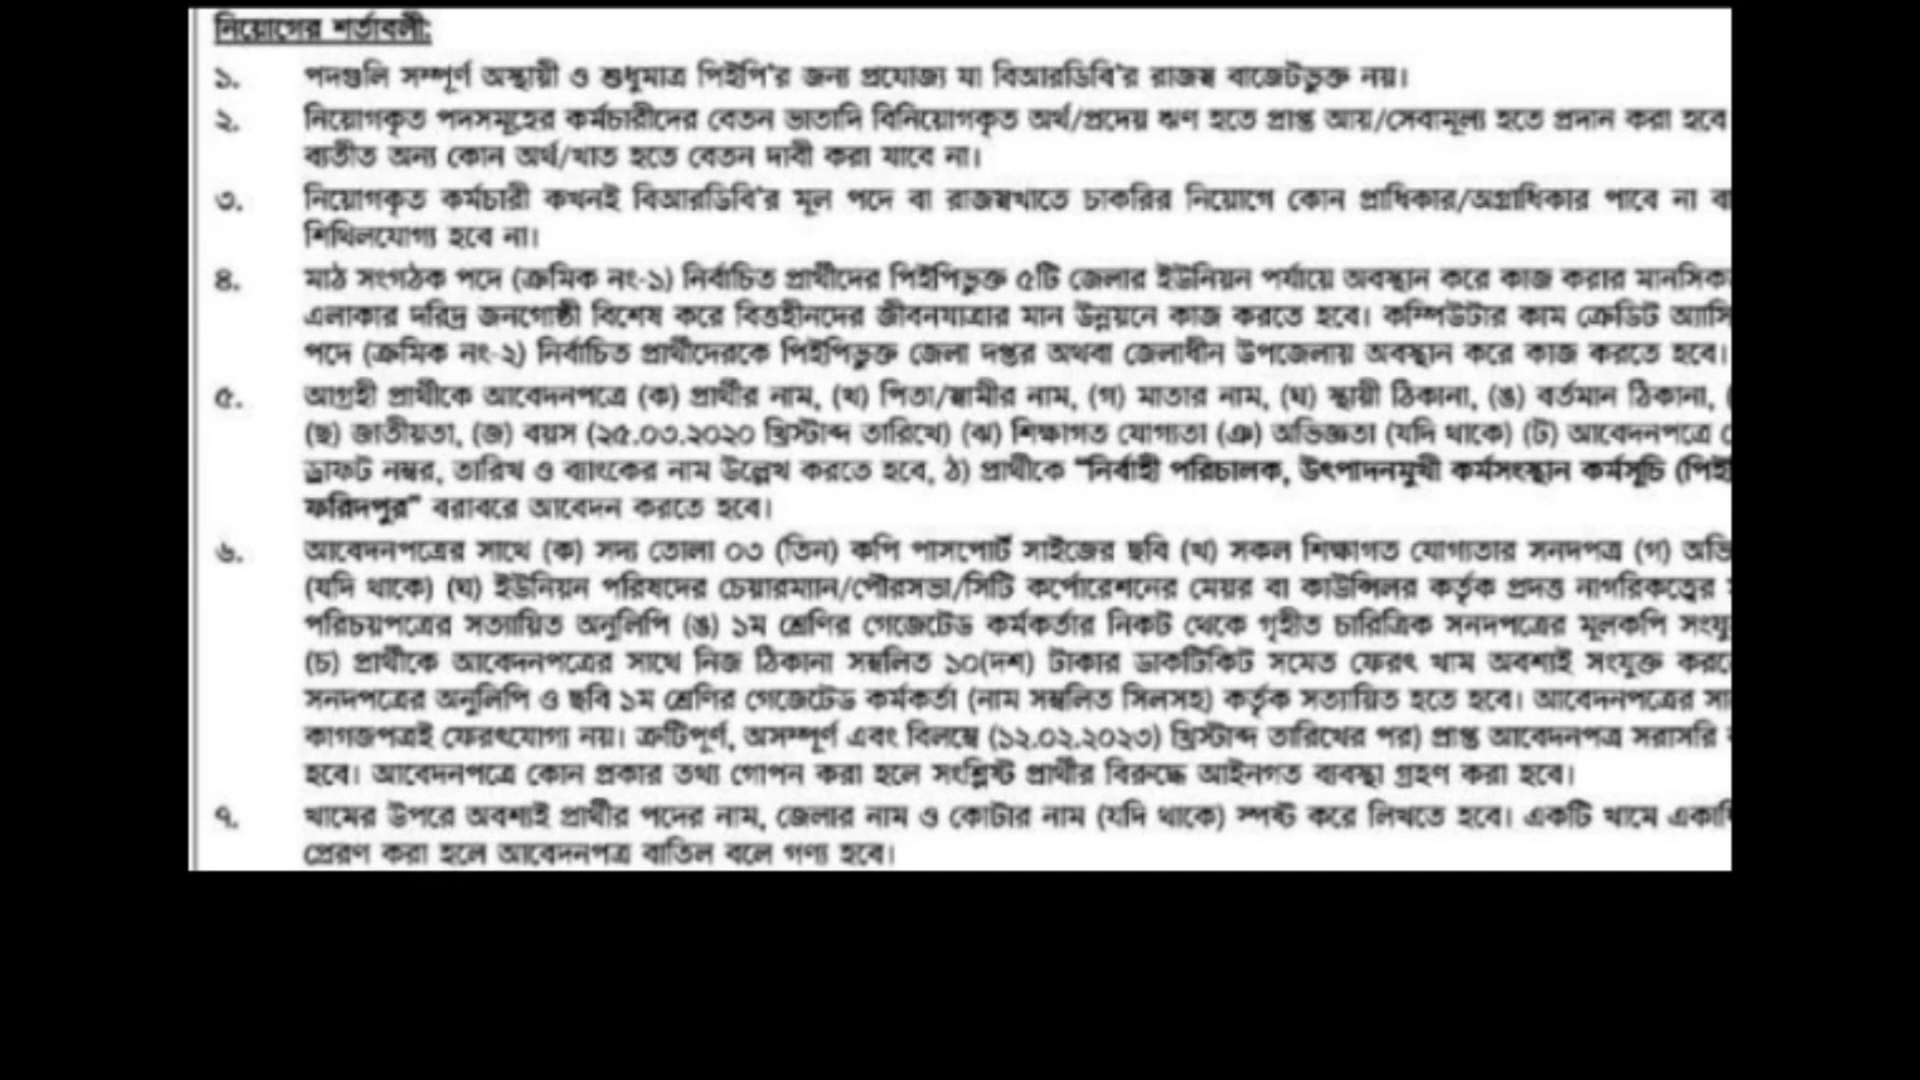 নিয়োগের শর্তাবলী:
১. পদগুলি সম্পূর্ণ অস্থায়ী ও শুধুমাত্র পিইপি'র জন্য প্রযোজ্য যা বিআরডিবি'র রাজস্ব বাজেটভুক্ত নয়।
২. নিয়োগকৃত পদসমূহের কর্মচারীদের বেতন ভাতাদি বিনিয়োগকৃত অর্থ/প্রদেয় ঋণ হতে প্রাপ্ত আয়/সেবামূল্য হতে প্রদান করা হবে
ব্যতীত অন্য কোন অর্থ/খাত হতে বেতন দাবী করা যাবে না।
৩. নিয়োগকৃত কর্মচারী কখনই বিআরডিবি'র মূল পদে বা রাজস্বখাতে চাকরির নিয়োগে কোন প্রাধিকার/অগ্রাধিকার পাবে না বা
শিথিলযোগ্য হবে না।
৪. মাঠ সংগঠক পদে (ক্রমিক নং-১) নির্বাচিত প্রার্থীদের পিইপিভুক্ত ৫টি জেলার ইউনিয়ন পর্যায়ে অবস্থান করে কাজ করার
এলাকার দরিদ্র জনগোষ্ঠী বিশেষ করে বিত্তহীনদের জীবনযাত্রার মান উন্নয়নে কাজ করতে হবে। কম্পিউটার কাম ক্রেডিট
পদে (ক্রমিক নং-২) নির্বাচিত প্রার্থীদেরকে পিইপিভুক্ত জেলা দপ্তর অথবা জেলাধীন উপজেলায় অবস্থান করে কাজ করতে হবে।
৫. আগ্রহী প্রার্থীকে আবেদনপত্রে (ক) প্রার্থীর নাম, (খ) পিতা/স্বামীর নাম, (গ) মাতার নাম, (ঘ) স্থায়ী ঠিকানা, (ঙ) বর্তমান ঠিকানা,
(ছ) জাতীয়তা, (জ) বয়স (২৫.০৩.২০২০ খ্রিস্টাব্দ তারিখে) (ঝ) শিক্ষাগত যোগ্যতা (ঞ) অভিজ্ঞতা (যদি থাকে) (ট) আবেদনপত্রে
ড্রাফট নম্বর, তারিখ ও ব্যাংকের নাম উল্লেখ করতে হবে, ঠ) প্রার্থীকে "নির্বাহী পরিচালক, উৎপাদনমুখী কর্মসংস্থান কর্মসূচি
ফরিদপুর" বরাবরে আবেদন করতে হবে।
৬. আবেদনপত্রের সাথে (ক) সদ্য তোলা ০৩ (তিন) কপি পাসপোর্ট সাইজের ছবি (খ) সকল শিক্ষাগত যোগ্যতার সনদপত্র (গ)
(যদি থাকে) (ঘ) ইউনিয়ন পরিষদের চেয়ারম্যান/পৌরসভা/সিটি কর্পোরেশনের মেয়র বা কাউন্সিলর কর্তৃক প্রদত্ত নাগরিকত্বের
পরিচয়পত্রের সত্যায়িত অনুলিপি (ঙ) ১ম শ্রেণির গেজেটেড কর্মকর্তার নিকট থেকে গৃহীত চারিত্রিক সনদপত্রের মূলকপি
(চ) প্রার্থীকে আবেদনপত্রের সাথে নিজ ঠিকানা সম্বলিত ১০(দশ) টাকার ডাকটিকিট সমেত ফেরৎ খাম অবশ্যই সংযুক্ত
সনদপত্রের অনুলিপি ও ছবি ১ম শ্রেণির গেজেটেড কর্মকর্তা (নাম সম্বলিত সিলসহ) কর্তৃক সত্যায়িত হতে হবে। আবেদনপত্রের
কাগজপত্রই ফেরৎযোগ্য নয়। ত্রুটিপূর্ণ, অসম্পূর্ণ এবং বিলম্বে (১২.০২.২০২৩) খ্রিস্টাব্দ তারিখের পর) প্রাপ্ত আবেদনপত্র সরাসরি
হবে। আবেদনপত্রে কোন প্রকার তথ্য গোপন করা হলে সংশ্লিষ্ট প্রার্থীর বিরুদ্ধে আইনগত ব্যবস্থা গ্রহণ করা হবে।
৭. খামের উপরে অবশ্যই প্রার্থীর পদের নাম, জেলার নাম ও কোটার নাম (যদি থাকে) স্পষ্ট করে লিখতে হবে। একটি খামে
প্রেরণ করা হলে আবেদনপত্র বাতিল বলে গণ্য হবে।